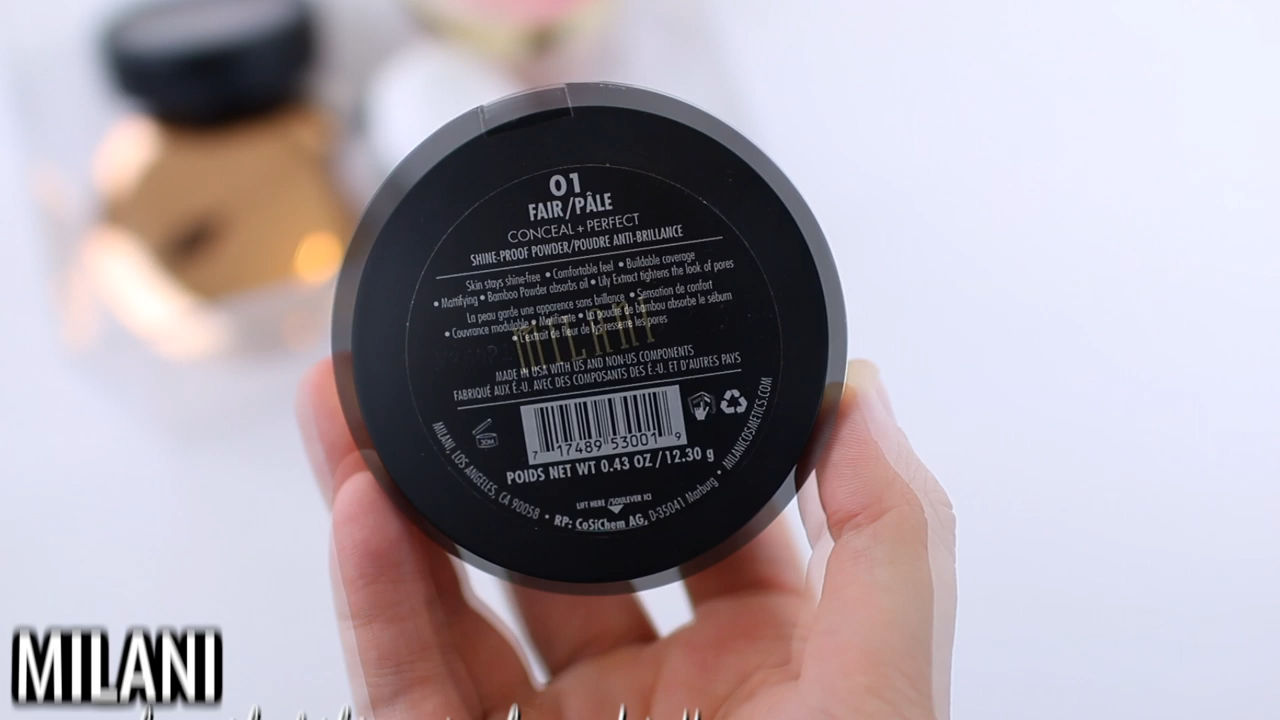 01
FAIR/PÂLE
CONCEAL + PERFECT
SHINE-PROOF POWDER/POUDRE ANTI-BRILLANCE
Skin stays shine-free • Comfortable feel • Buildable coverage
• Mattifying • Bamboo Powder absorbs oil • Lily Extract tightens the look of pores
La peau garde une apparence sans brillance • Sensation de confort
• Couvrance modulable • Matifiante • La poudre de bambou absorbe le sébum
• L'extrait de fleur de lys resserre les pores
MILANI
MADE IN USA WITH US AND NON-US COMPONENTS
FABRIQUÉ AUX É.-U. AVEC DES COMPOSANTS DES É.-U. ET D'AUTRES PAYS
7 17489 53001 9
POIDS NET WT 0.43 OZ / 12.30 g
LIFT HERE / SOULEVER ICI
MILANI, LOS ANGELES, CA 90058 • RP: CoSiChem AG, D-35041 Marburg • MILANICOSMETICS.COM
MILANI